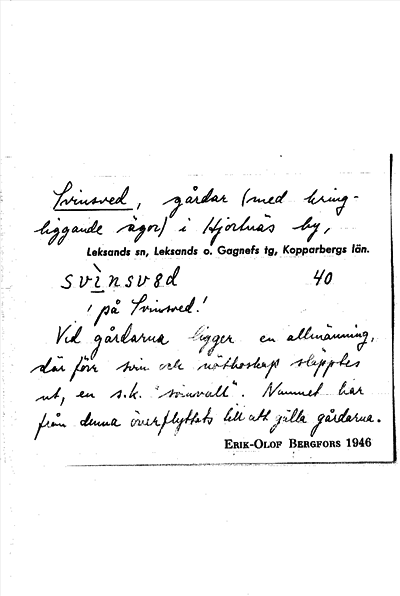 Svinsved, gårdar (med kring-
liggande ägor) i Hjortnäs by,
Leksands sn, Leksands o. Gagnefs tg, Kopparbergs län.
svìnsved 40
'på Svinsved'
Vid gårdarna ligger en allmänning,
där förr svin och nötboskap släpptes
ut, en s.k. "svinvall". Namnet har
från denna överflyttats till att gälla gårdarna.
ERIK-OLOF BERGFORS 1946